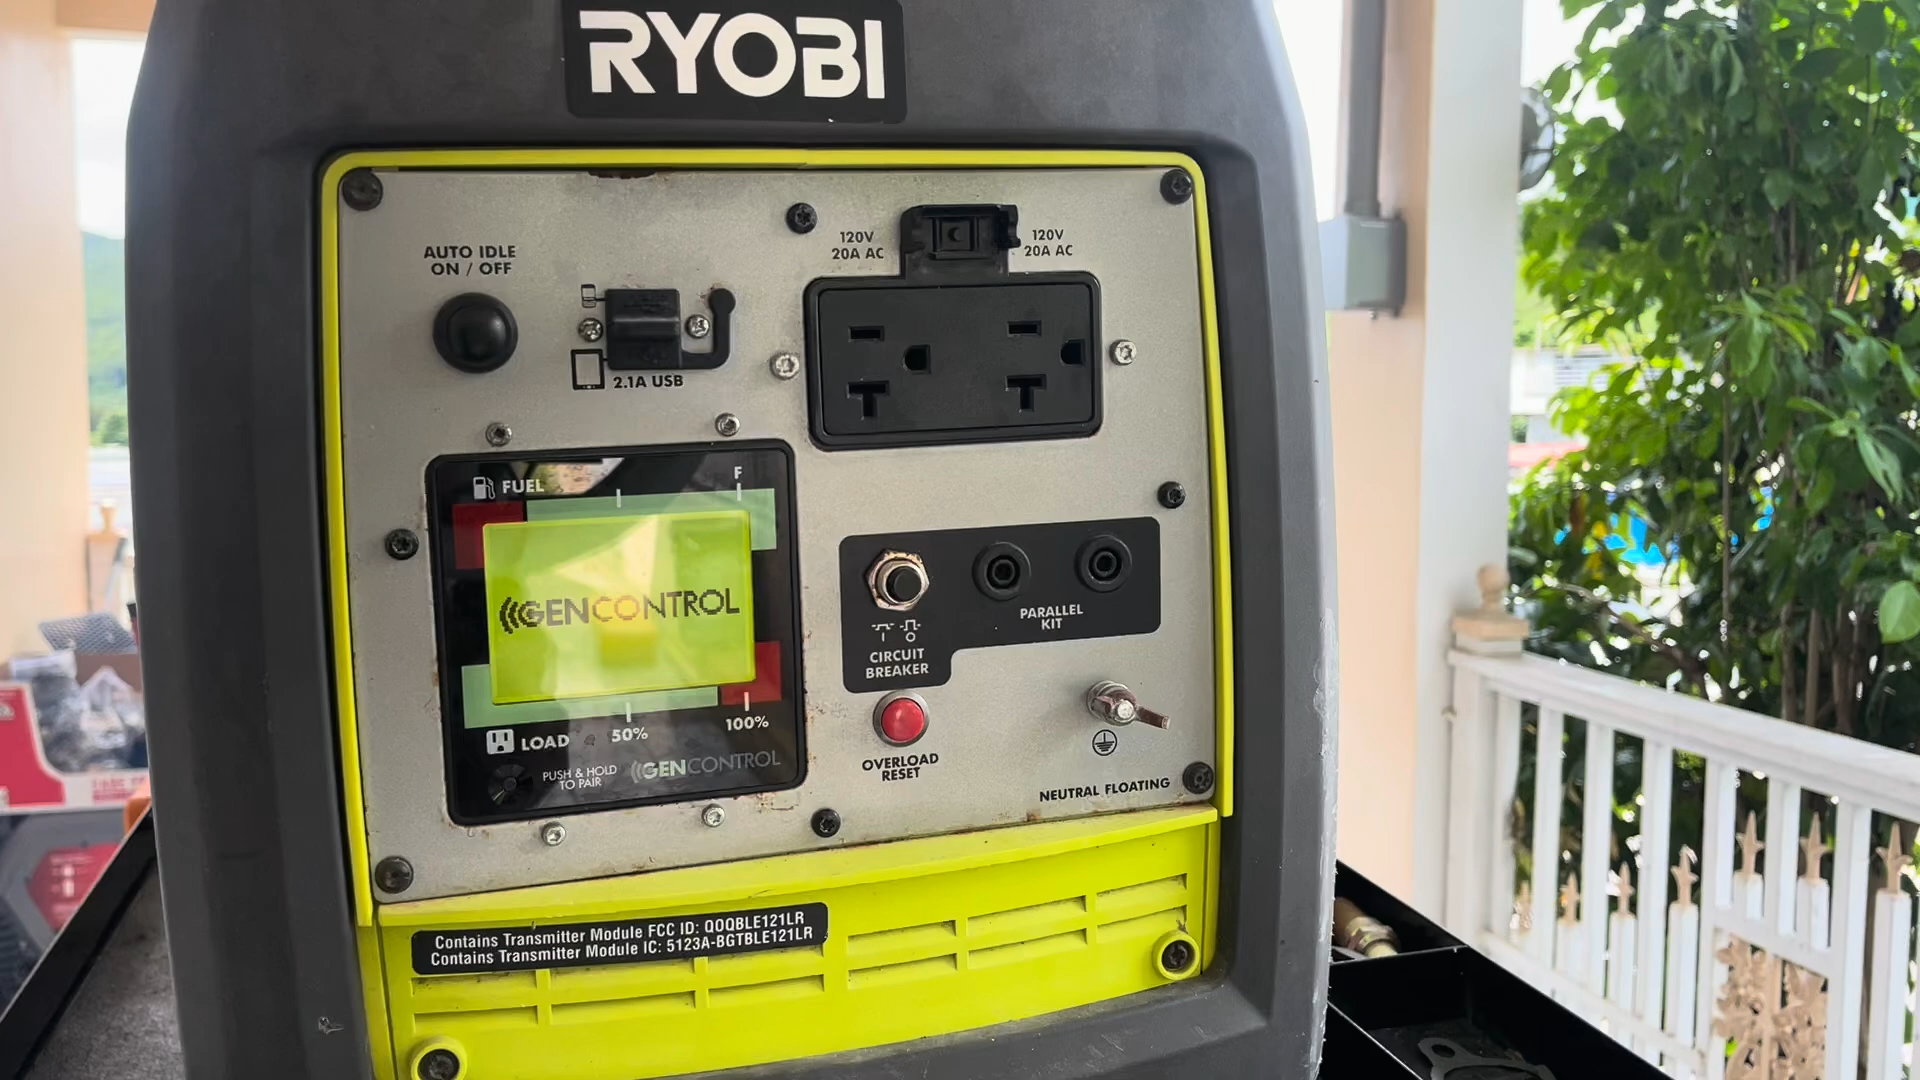 RYOBI
AUTO IDLE
ON / OFF
2.1A USB
120V
20A AC
120V
20A AC
FUEL
F
GENCONTROL
LOAD
50%
100%
PUSH & HOLD
TO PAIR
GENCONTROL
CIRCUIT
BREAKER
PARALLEL
KIT
OVERLOAD
RESET
NEUTRAL FLOATING
Contains Transmitter Module FCC ID: QOQBLE121LR
Contains Transmitter Module IC: 5123A-BGTBLE121LR